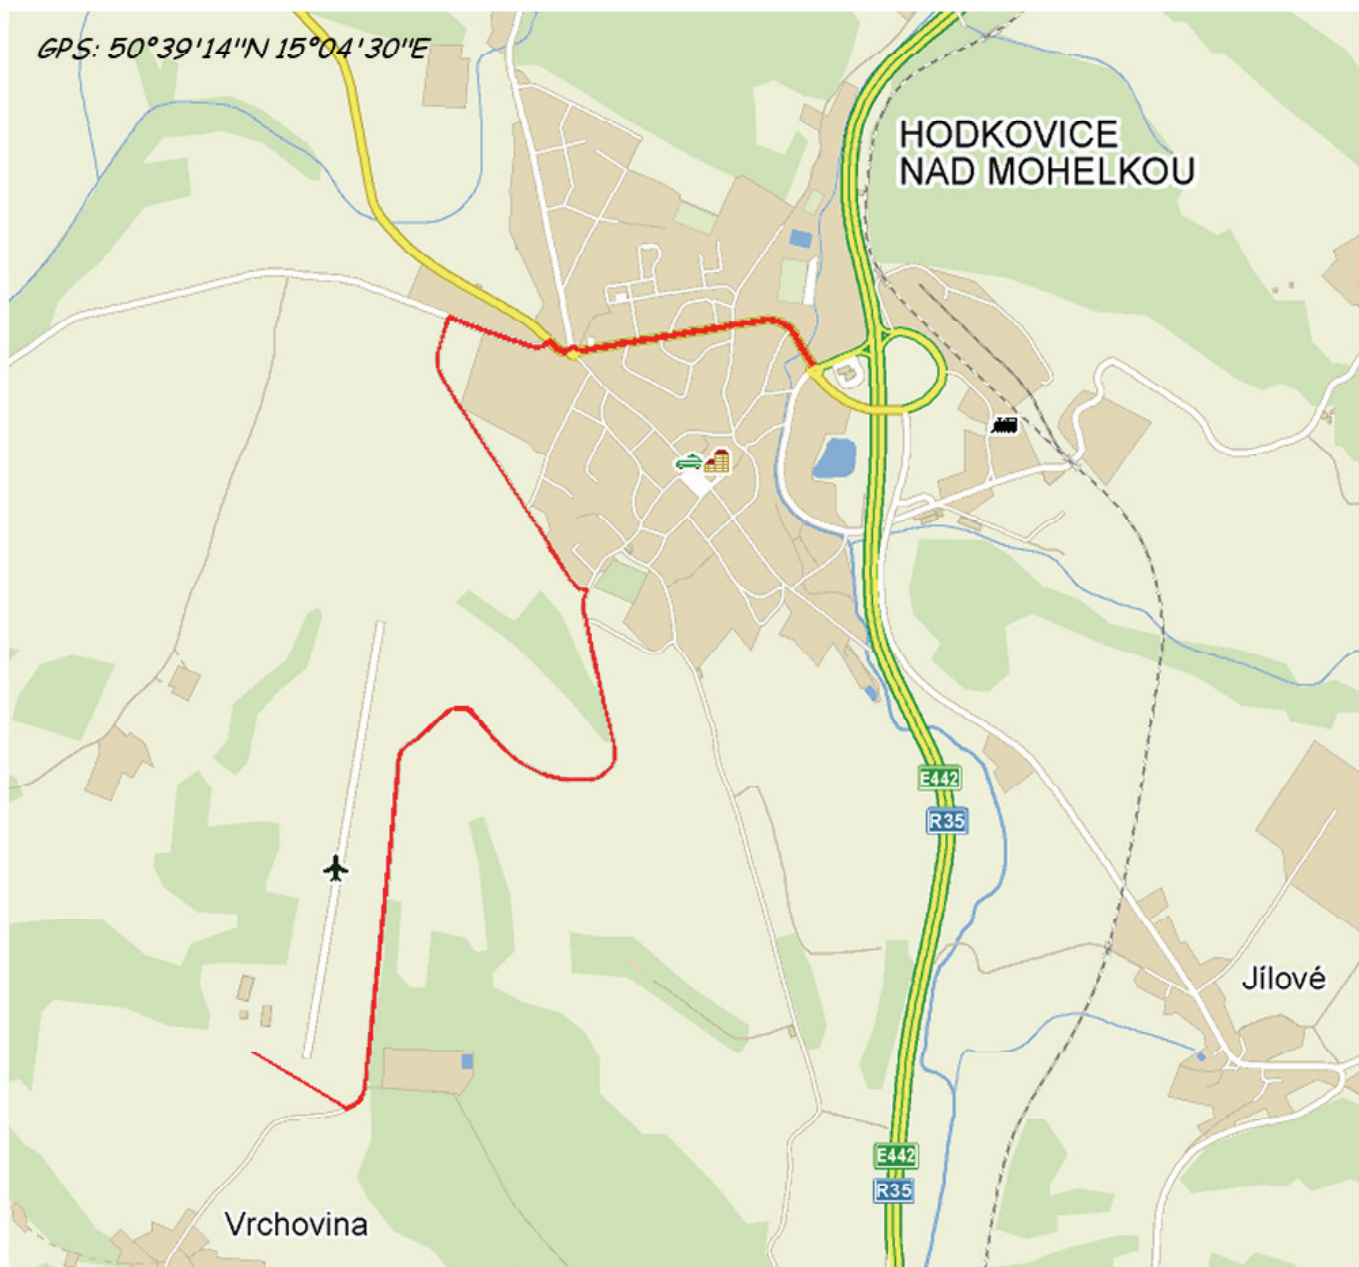 GPS: 50°39'14"N 15°04'30"E
HODKOVICE
NAD MOHELKOU
E442
R35
Jílové
E442
R35
Vrchovina